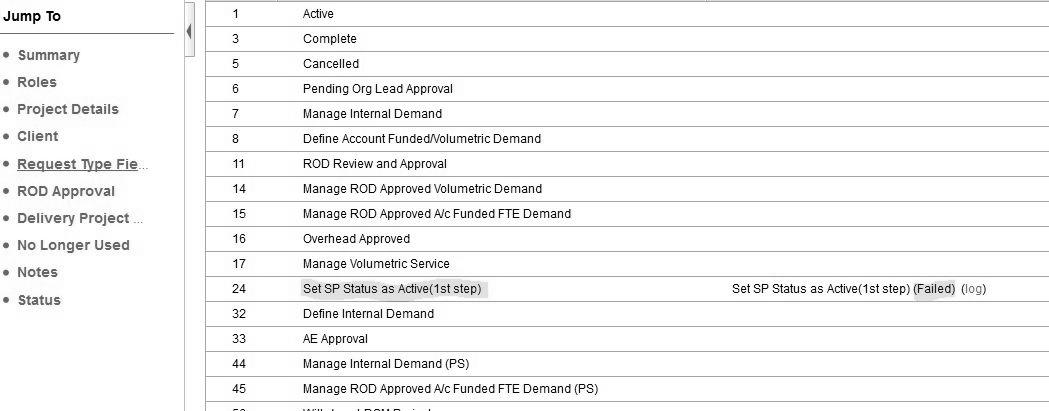 Jump To
Summary
Roles
Project Details
Client
Request Type Fie...
ROD Approval
Delivery Project ...
No Longer Used
Notes
Status
1 Active
3 Complete
5 Cancelled
6 Pending Org Lead Approval
7 Manage Internal Demand
8 Define Account Funded/Volumetric Demand
11 ROD Review and Approval
14 Manage ROD Approved Volumetric Demand
15 Manage ROD Approved A/c Funded FTE Demand
16 Overhead Approved
17 Manage Volumetric Service
24 Set SP Status as Active(1st step) Set SP Status as Active(1st step) (Failed) (log)
32 Define Internal Demand
33 AE Approval
44 Manage Internal Demand (PS)
45 Manage ROD Approved A/c Funded FTE Demand (PS)